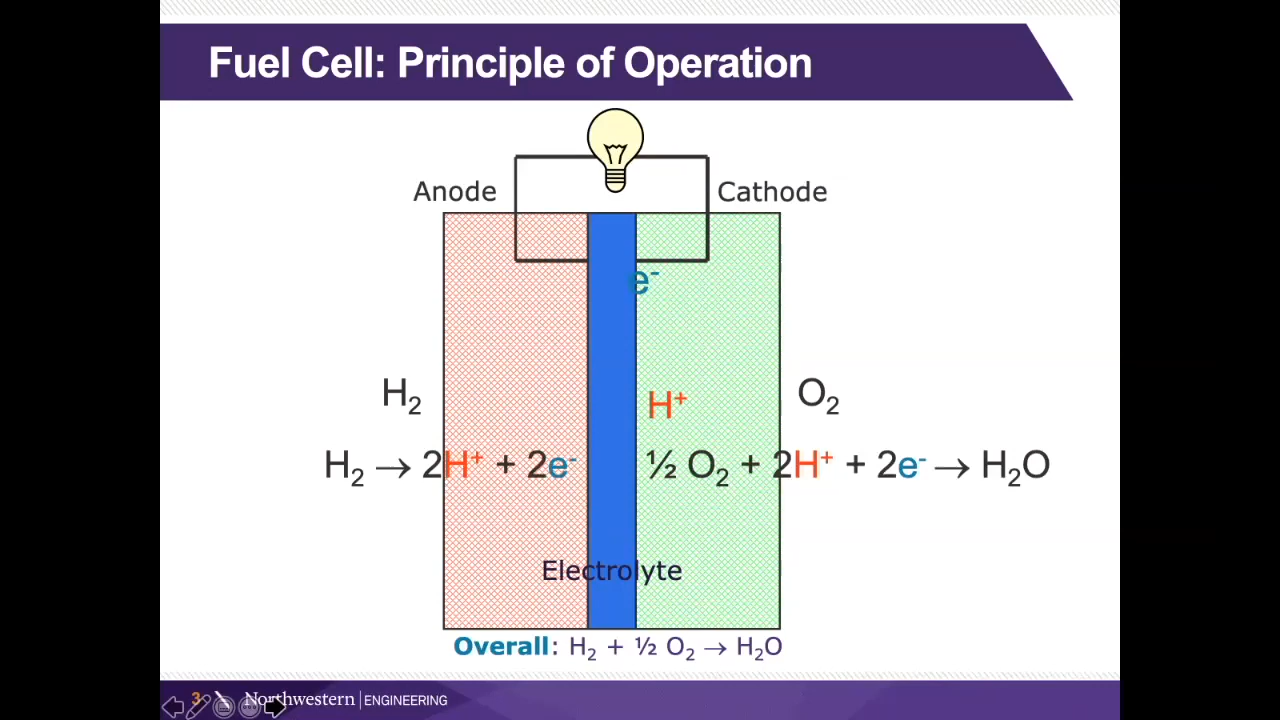 Fuel Cell: Principle of Operation
Anode
Cathode
e⁻
H₂
H⁺
O₂
H₂ → 2H⁺ + 2e⁻
½ O₂ + 2H⁺ + 2e⁻ → H₂O
Electrolyte
Overall: H₂ + ½ O₂ → H₂O
3
Northwestern | ENGINEERING